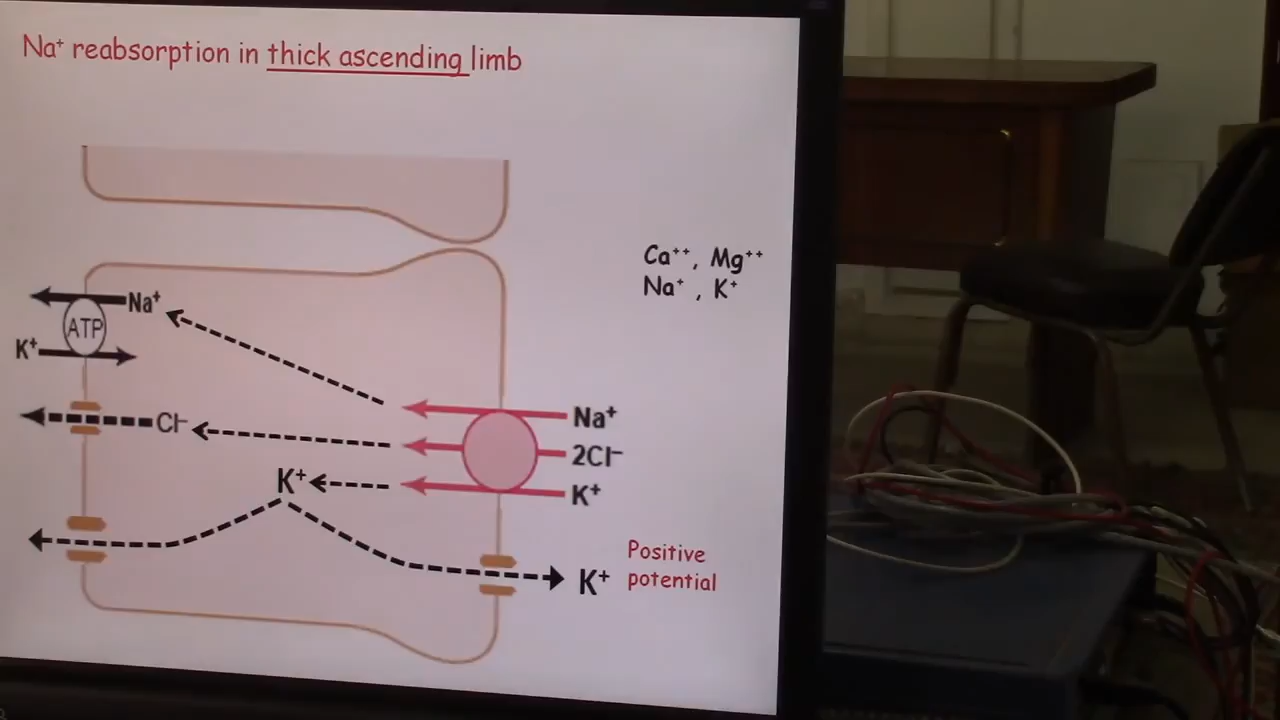 Na⁺ reabsorption in thick ascending limb
Ca⁺⁺, Mg⁺⁺
Na⁺ , K⁺
Na⁺
ATP
K⁺
Cl⁻
Na⁺
2Cl⁻
K⁺
K⁺
K⁺
Positive
potential